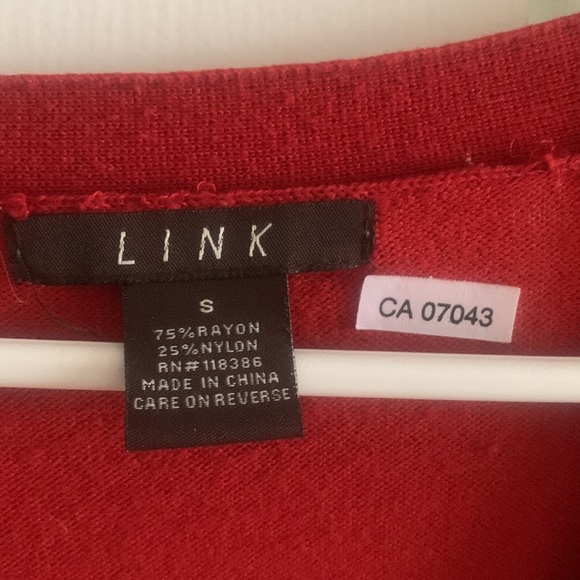 LINK
S
75% RAYON
25% NYLON
RN#118386
MADE IN CHINA
CARE ON REVERSE
CA 07043